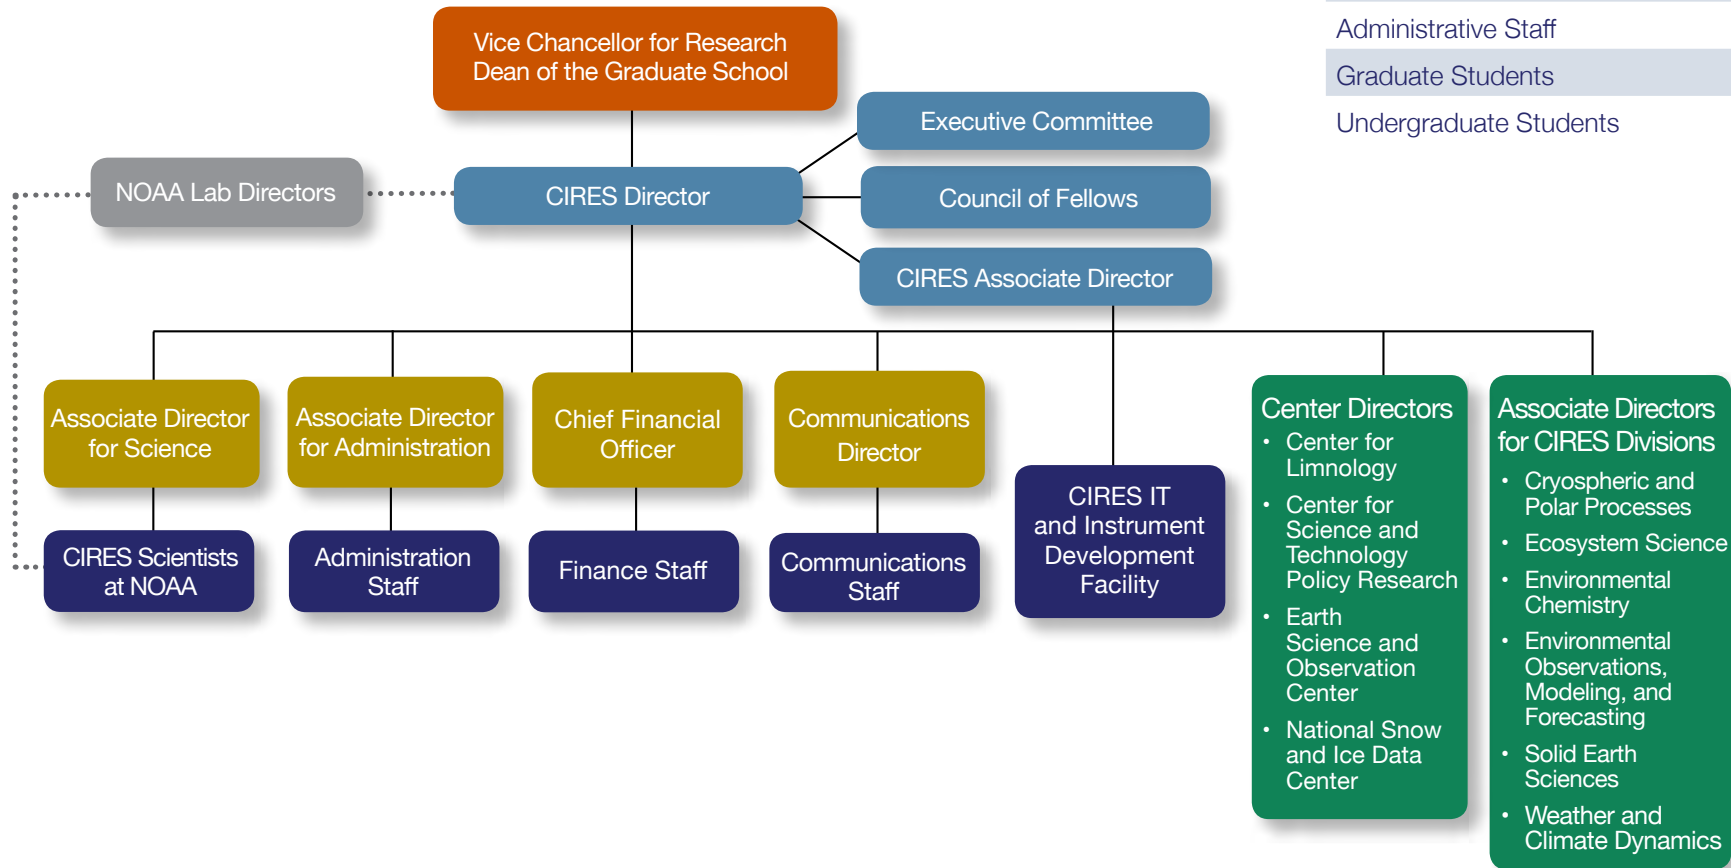 Vice Chancellor for Research
Dean of the Graduate School
Administrative Staff
Graduate Students
Undergraduate Students
Executive Committee
NOAA Lab Directors
CIRES Director
Council of Fellows
CIRES Associate Director
Associate Director
for Science
Associate Director
for Administration
Chief Financial
Officer
Communications
Director
CIRES Scientists
at NOAA
Administration
Staff
Finance Staff
Communications
Staff
CIRES IT
and Instrument
Development
Facility
Center Directors
• Center for
Limnology
• Center for
Science and
Technology
Policy Research
• Earth
Science and
Observation
Center
• National Snow
and Ice Data
Center
Associate Directors
for CIRES Divisions
• Cryospheric and
Polar Processes
• Ecosystem Science
• Environmental
Chemistry
• Environmental
Observations,
Modeling, and
Forecasting
• Solid Earth
Sciences
• Weather and
Climate Dynamics